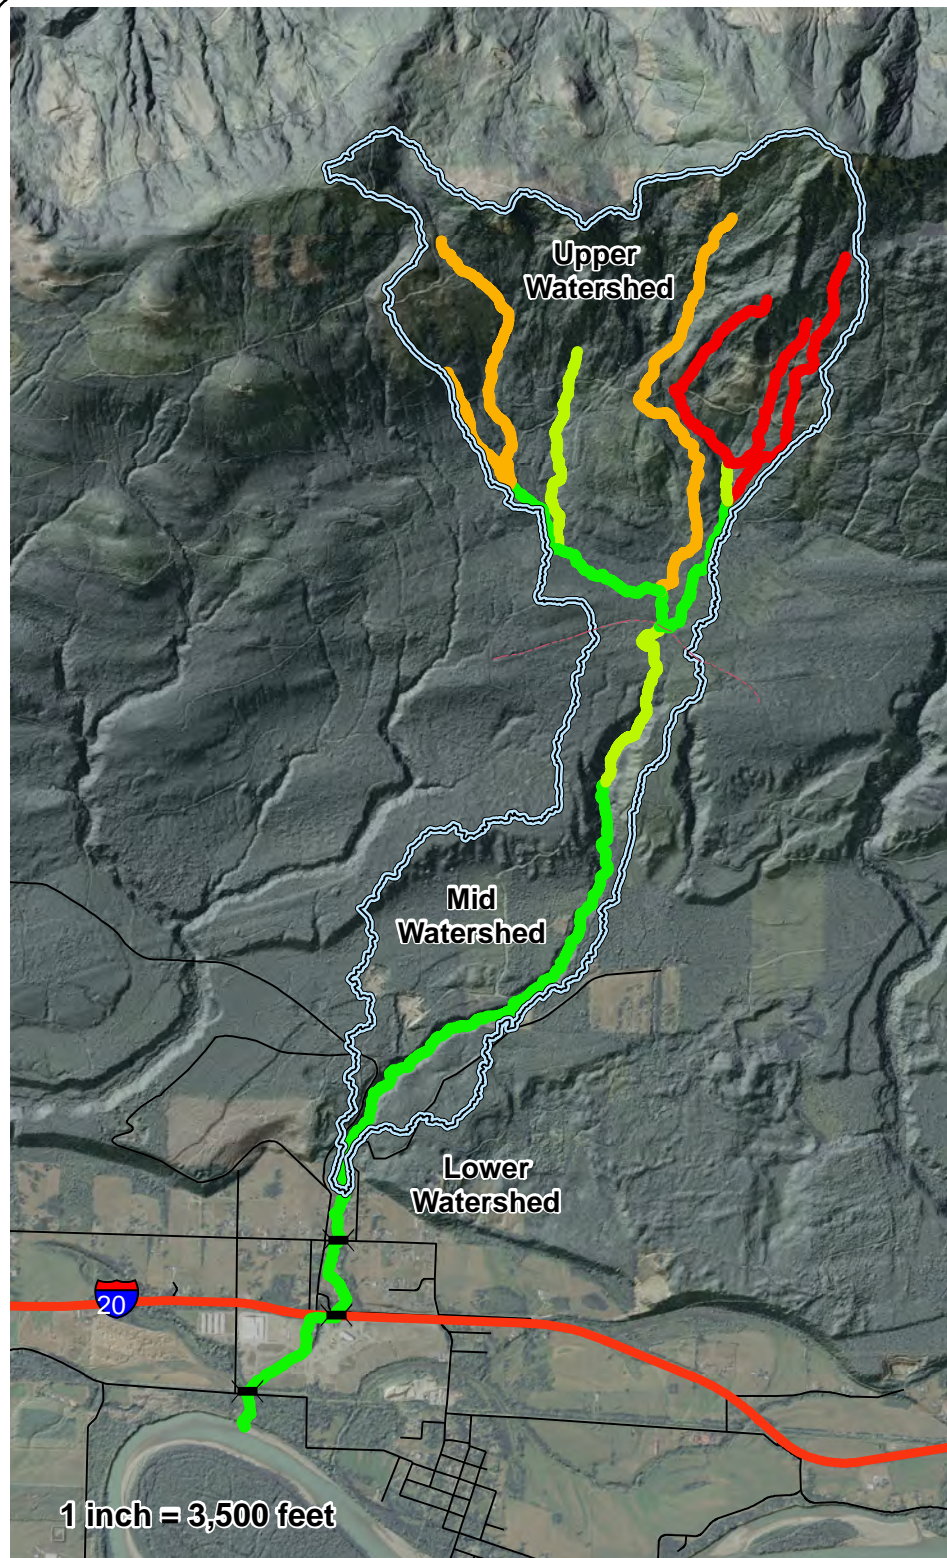 Upper
Watershed
Mid
Watershed
Lower
Watershed
20
1 inch = 3,500 feet